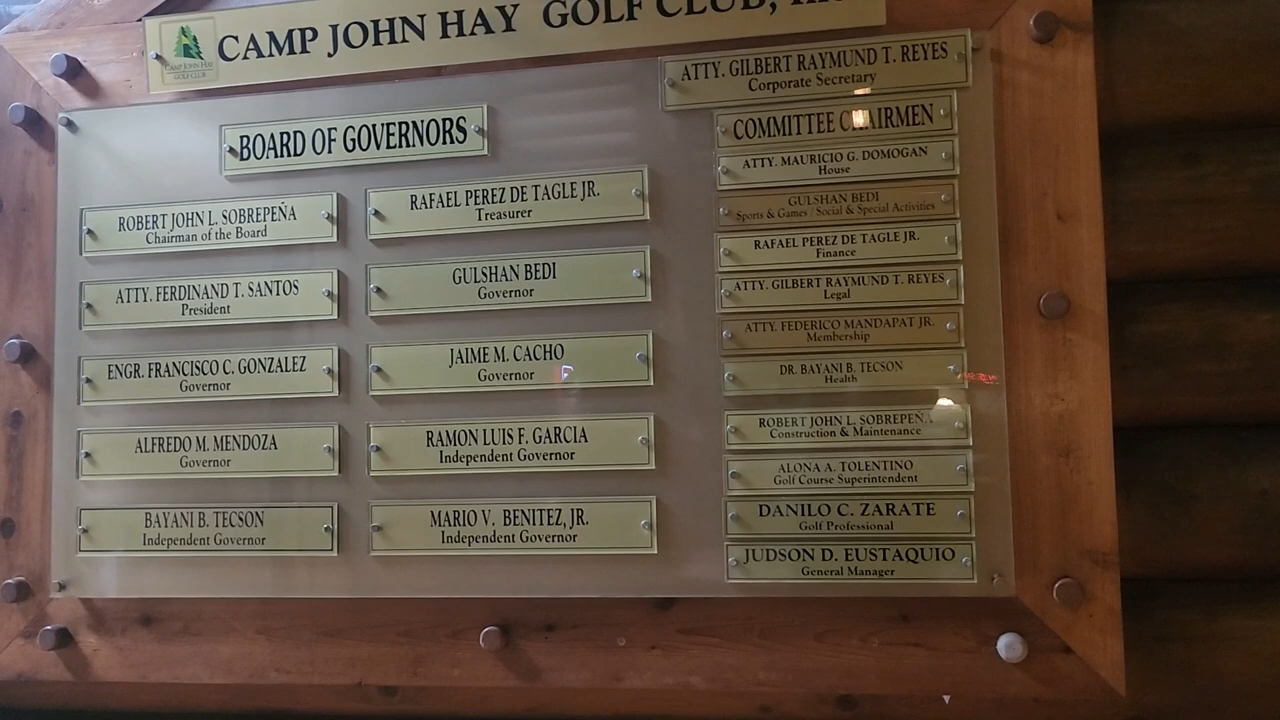 CAMP JOHN HAY GOLF CLUB,
CAMP JOHN HAY
GOLF CLUB
BOARD OF GOVERNORS
ROBERT JOHN L. SOBREPEÑA
Chairman of the Board
ATTY. FERDINAND T. SANTOS
President
ENGR. FRANCISCO C. GONZALEZ
Governor
ALFREDO M. MENDOZA
Governor
BAYANI B. TECSON
Independent Governor
RAFAEL PEREZ DE TAGLE JR.
Treasurer
GULSHAN BEDI
Governor
JAIME M. CACHO
Governor
RAMON LUIS F. GARCIA
Independent Governor
MARIO V. BENITEZ, JR.
Independent Governor
ATTY. GILBERT RAYMUND T. REYES
Corporate Secretary
COMMITTEE CHAIRMEN
ATTY. MAURICIO G. DOMOGAN
House
GULSHAN BEDI
Sports & Games / Social & Special Activities
RAFAEL PEREZ DE TAGLE JR.
Finance
ATTY. GILBERT RAYMUND T. REYES
Legal
ATTY. FEDERICO MANDAPAT JR.
Membership
DR. BAYANI B. TECSON
Health
ROBERT JOHN L. SOBREPEÑA
Construction & Maintenance
ALONA A. TOLENTINO
Golf Course Superintendent
DANILO C. ZARATE
Golf Professional
JUDSON D. EUSTAQUIO
General Manager